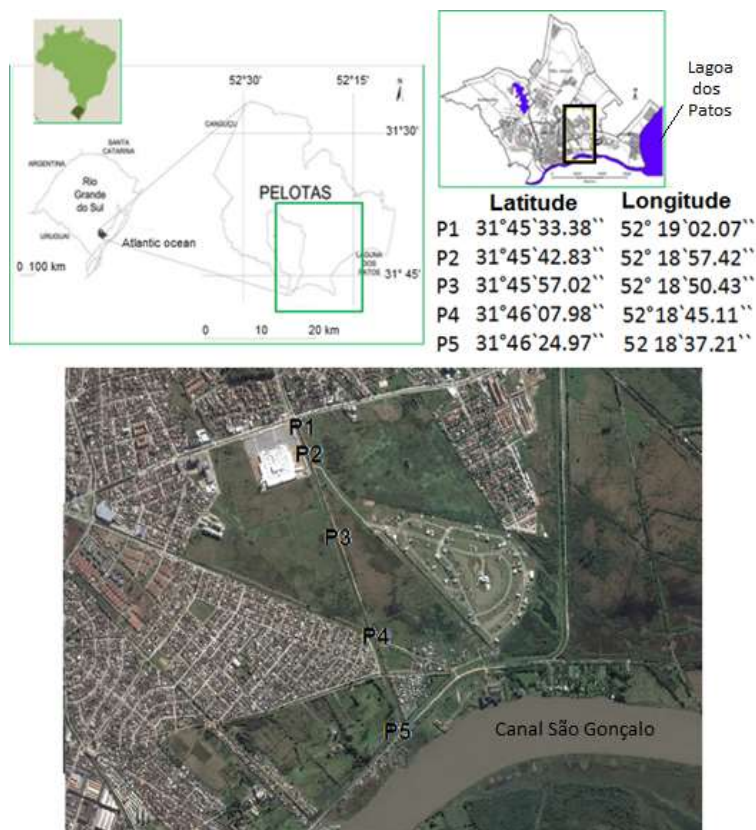 52°30' 52°15'
N
CANGUÇU
31°30
SANTA
CATARINA
ARGENTINA
Rio
Grande
do Sul
PELOTAS
URUGUAI
Atlantic ocean
LAGUNA
DOS
PATOS
31° 45'
0 100 km
0 10 20 km
Lagoa
dos
Patos
Latitude Longitude
P1 31°45`33.38`` 52° 19`02.07``
P2 31°45`42.83`` 52° 18`57.42``
P3 31°45`57.02`` 52° 18`50.43``
P4 31°46`07.98`` 52°18`45.11``
P5 31°46`24.97`` 52 18`37.21``
P1
P2
P3
P4
P5
Canal São Gonçalo